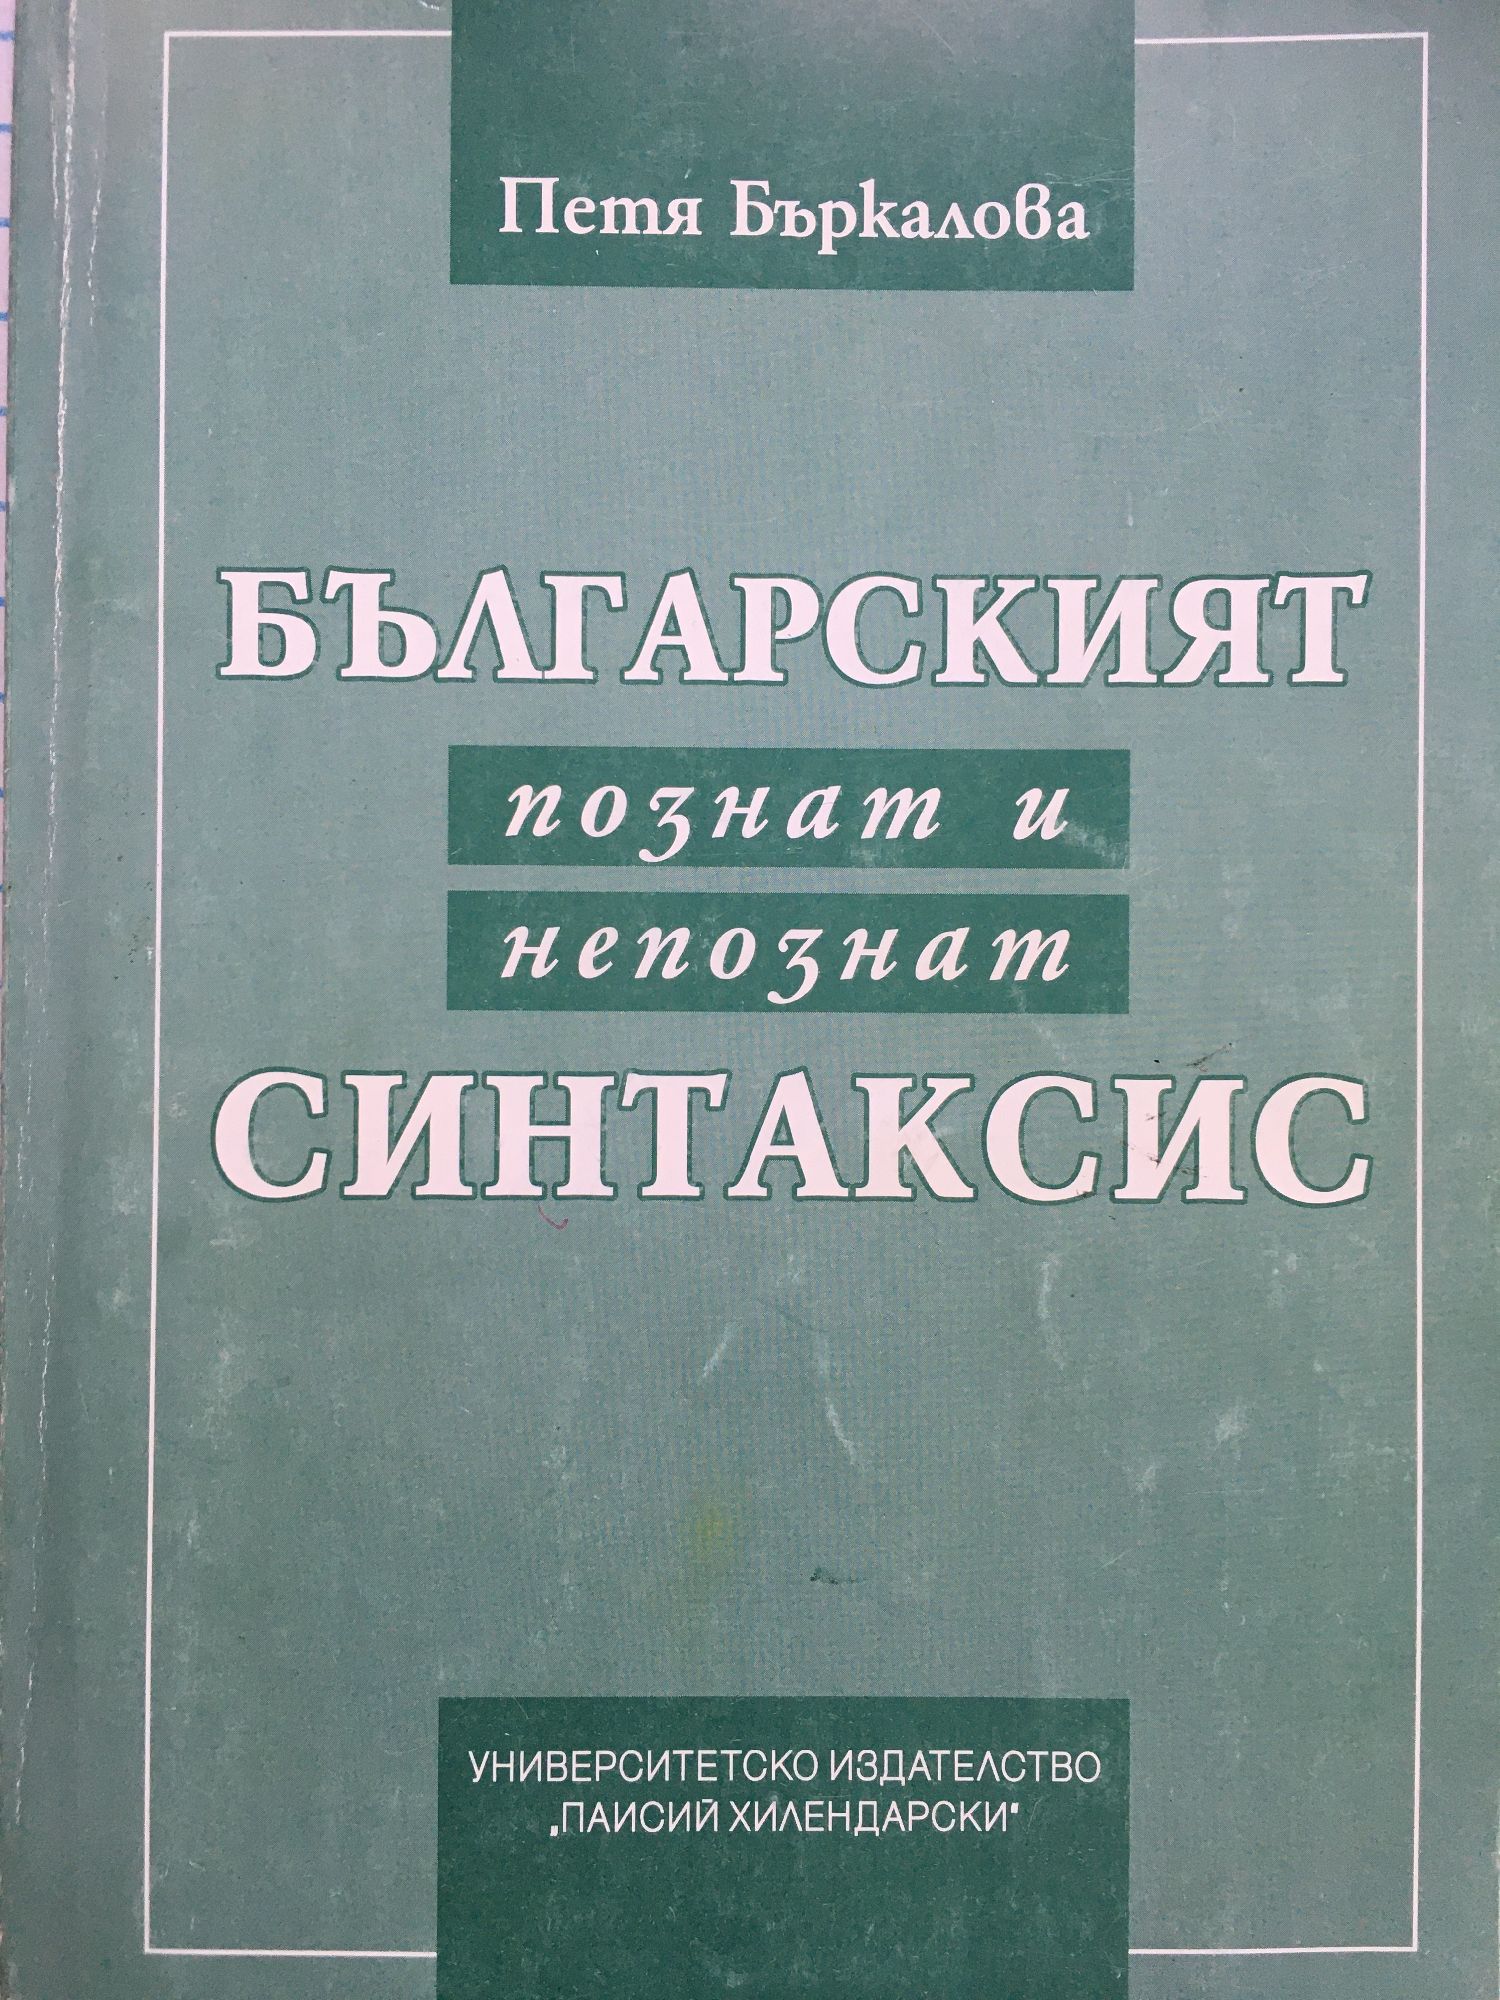 Петя Бъркалова
БЪЛГАРСКИЯТ
познат и
непознат
СИНТАКСИС
УНИВЕРСИТЕТСКО ИЗДАТЕЛСТВО
„ПАИСИЙ ХИЛЕНДАРСКИ“